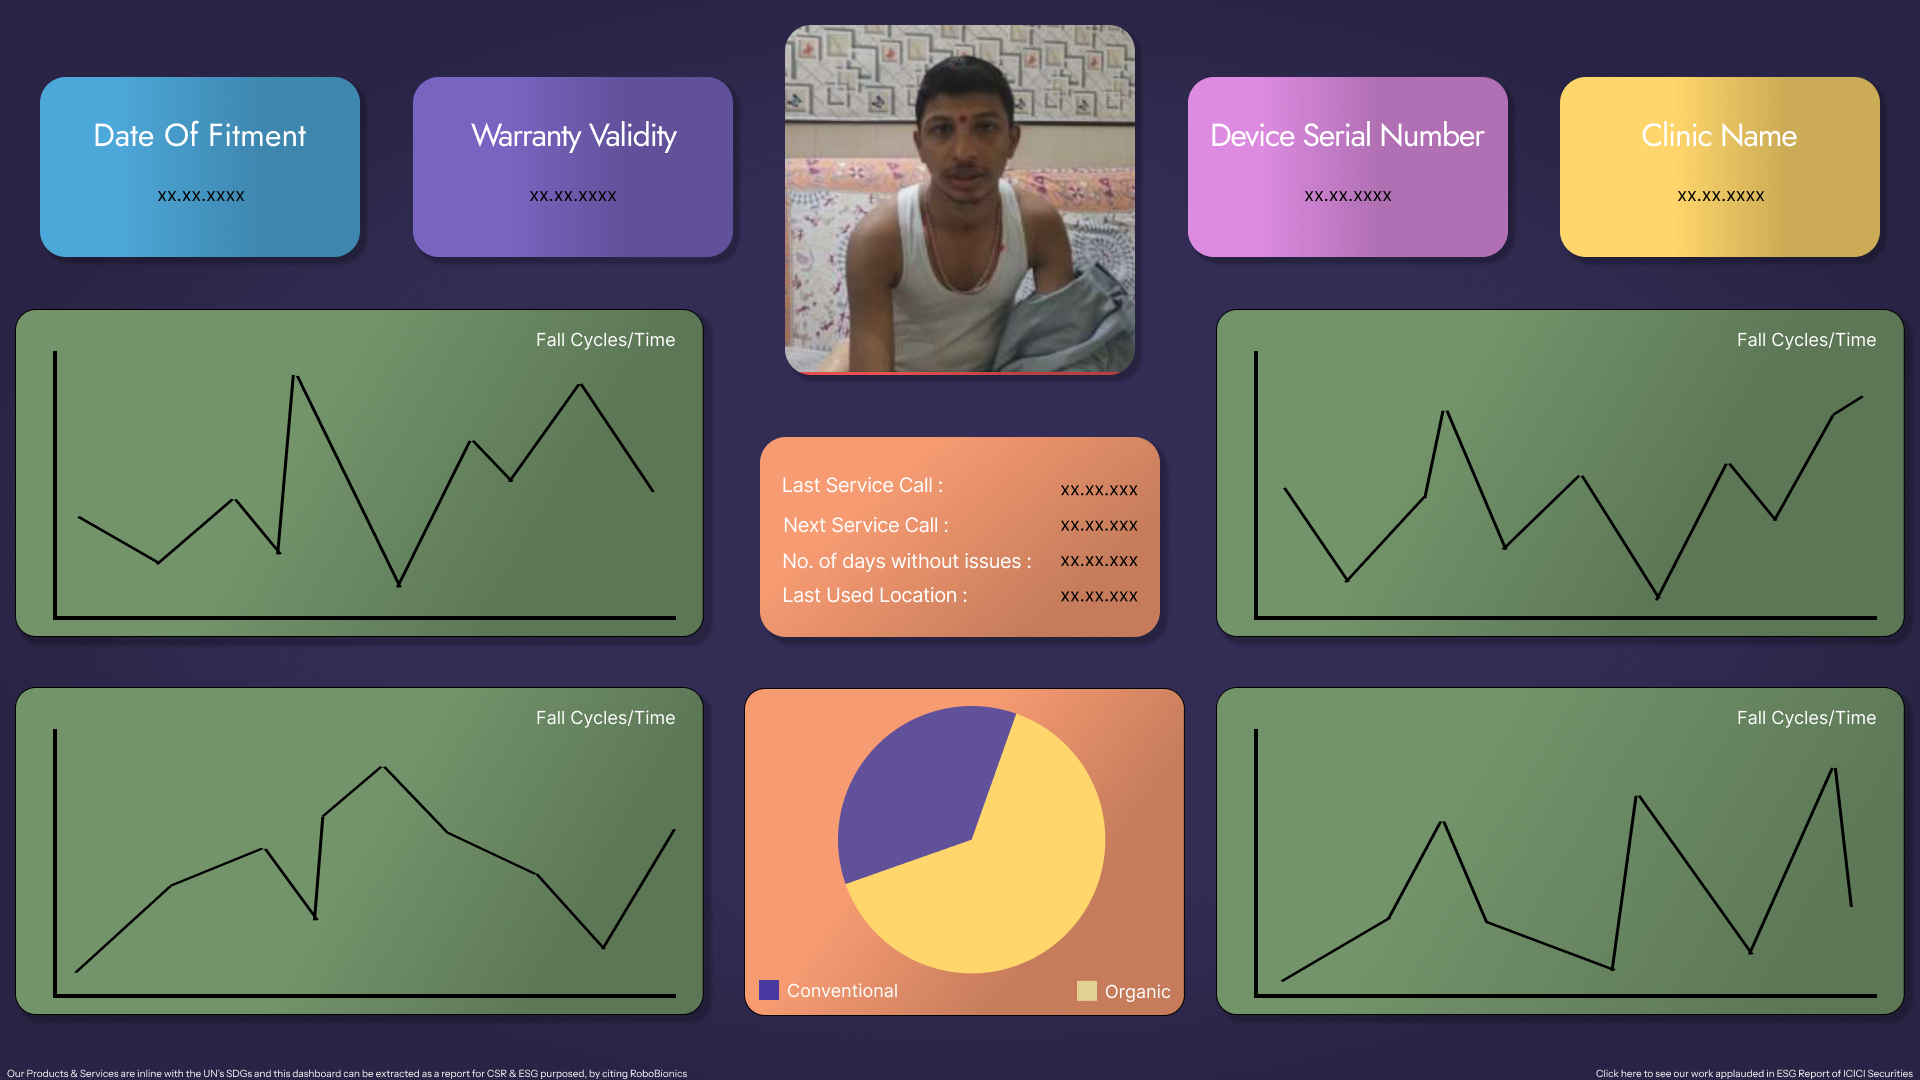 Date Of Fitment
xx.xx.xxxx
Warranty Validity
xx.xx.xxxx
Device Serial Number
xx.xx.xxxx
Clinic Name
xx.xx.xxxx
Fall Cycles/Time
Fall Cycles/Time
Last Service Call : xx.xx.xxx
Next Service Call : xx.xx.xxx
No. of days without issues : xx.xx.xxx
Last Used Location : xx.xx.xxx
Fall Cycles/Time
Fall Cycles/Time
Conventional
Organic
Our Products & Services are inline with the UN's SDGs and this dashboard can be extracted as a report for CSR & ESG purposed, by citing RoboBionics
Click here to see our work applauded in ESG Report of ICICI Securities